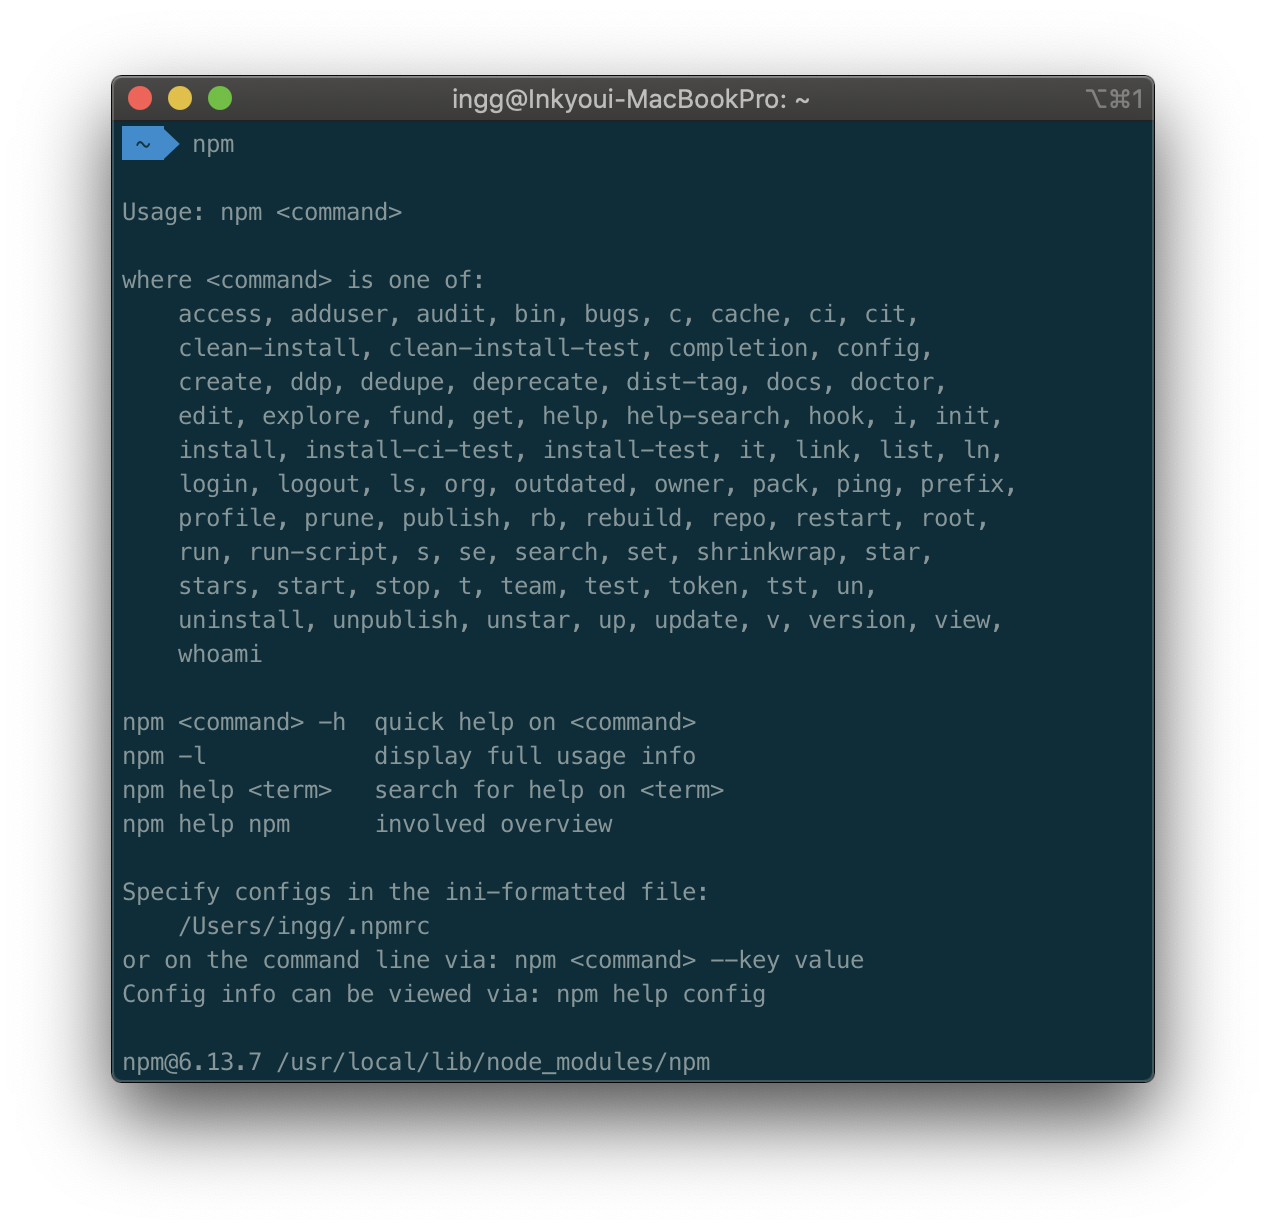 ingg@Inkyoui-MacBookPro: ~
⌥⌘1
~ npm
Usage: npm <command>
where <command> is one of:
access, adduser, audit, bin, bugs, c, cache, ci, cit,
clean-install, clean-install-test, completion, config,
create, ddp, dedupe, deprecate, dist-tag, docs, doctor,
edit, explore, fund, get, help, help-search, hook, i, init,
install, install-ci-test, install-test, it, link, list, ln,
login, logout, ls, org, outdated, owner, pack, ping, prefix,
profile, prune, publish, rb, rebuild, repo, restart, root,
run, run-script, s, se, search, set, shrinkwrap, star,
stars, start, stop, t, team, test, token, tst, un,
uninstall, unpublish, unstar, up, update, v, version, view,
whoami
npm <command> -h  quick help on <command>
npm -l            display full usage info
npm help <term>   search for help on <term>
npm help npm      involved overview
Specify configs in the ini-formatted file:
/Users/ingg/.npmrc
or on the command line via: npm <command> --key value
Config info can be viewed via: npm help config
npm@6.13.7 /usr/local/lib/node_modules/npm